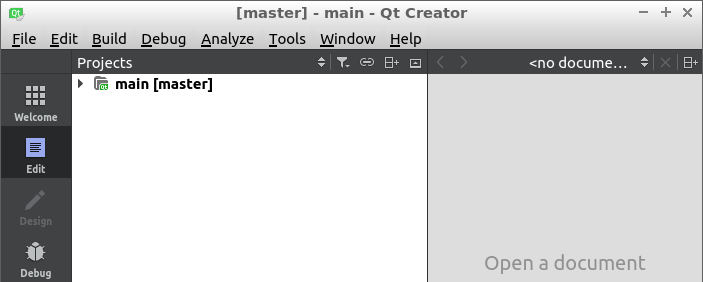 [master] - main - Qt Creator
File Edit Build Debug Analyze Tools Window Help
Projects <no docume...
main [master]
Welcome
Edit
Design
Debug
Open a document